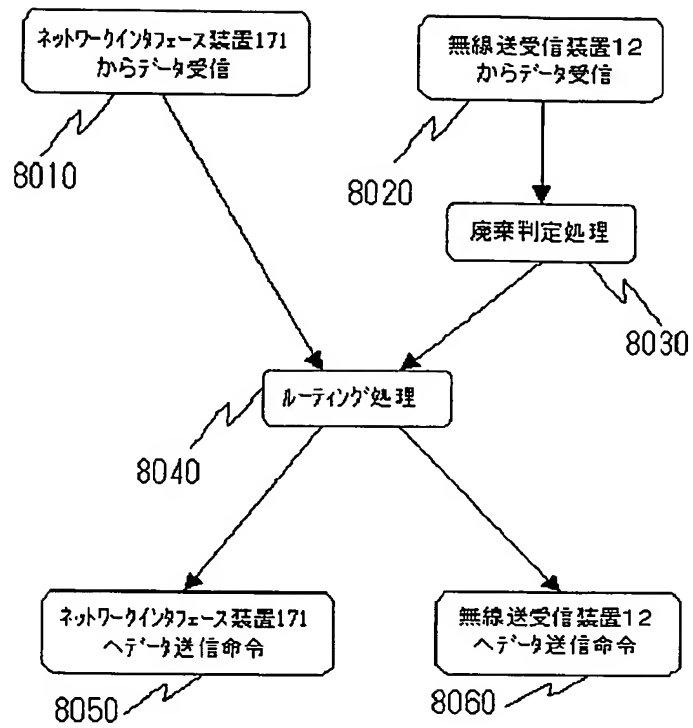 ネットワークインタフェース装置171
からデータ受信
無線送受信装置12
からデータ受信
8010
8020
廃棄判定処理
8030
ルーティング処理
8040
ネットワークインタフェース装置171
へデータ送信命令
無線送受信装置12
へデータ送信命令
8050
8060